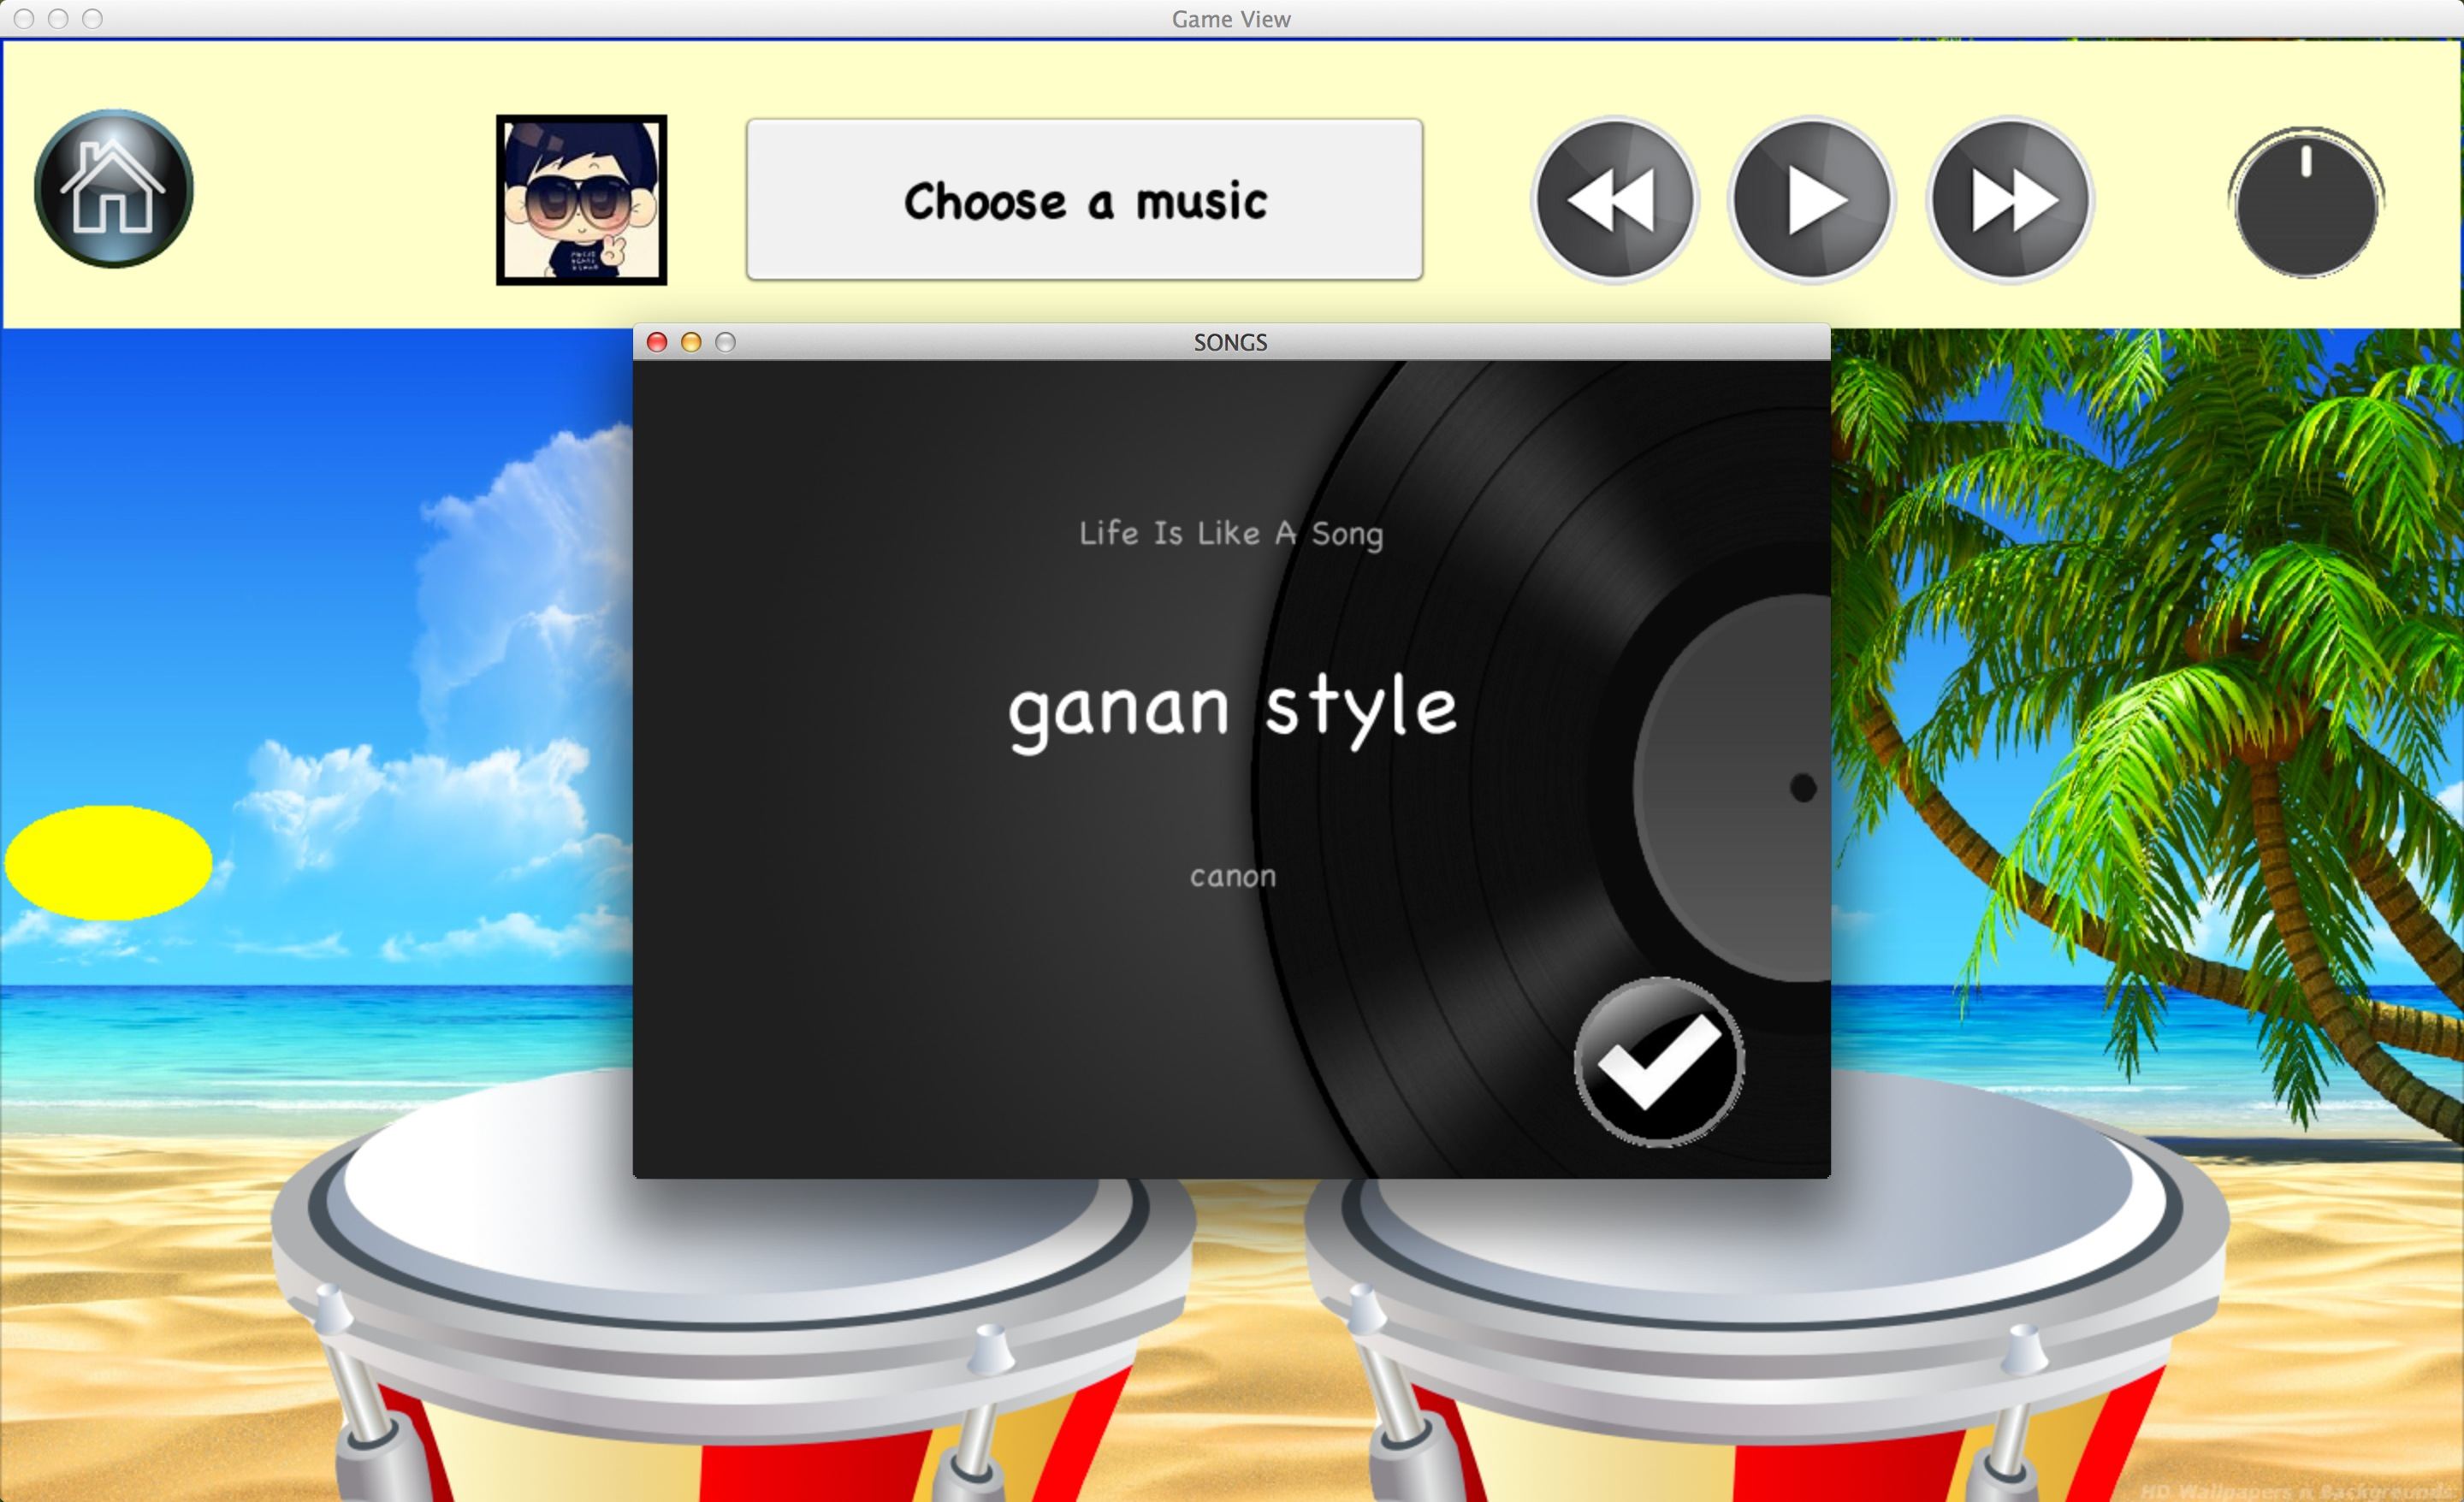 Game View
Choose a music
SONGS
Life Is Like A Song
ganan style
canon
HD Wallpapers n Backgrounds